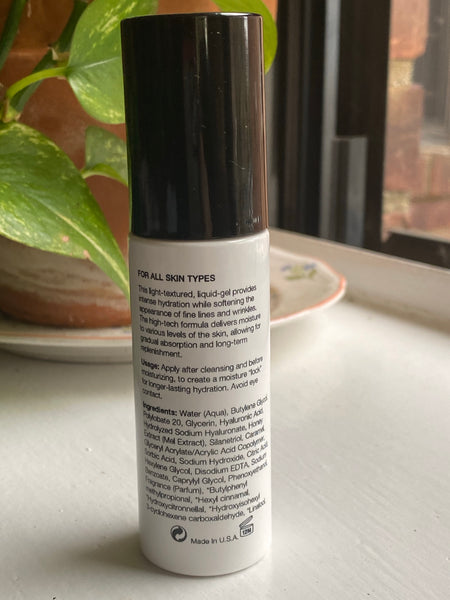 FOR ALL SKIN TYPES
This light-textured, liquid-gel provides
intense hydration while softening the
appearance of fine lines and wrinkles.
The high-tech formula delivers moisture
to various levels of the skin, allowing for
gradual absorption and long-term
replenishment.
Usage: Apply after cleansing and before
moisturizing, to create a moisture "lock"
for longer-lasting hydration. Avoid eye
contact.
Ingredients: Water (Aqua), Butylene Glycol,
Polylobate 20, Glycerin, Hyaluronic Acid,
Hydrolyzed Sodium Hyaluronate, Honey
Extract (Mel Extract), Silanetriol, Caramel,
Glyceryl Acrylate/Acrylic Acid Copolymer,
Sorbic Acid, Sodium Hydroxide, Citric Acid,
Hexylene Glycol, Disodium EDTA, Sodium
Benzoate, Caprylyl Glycol, Phenoxyethanol,
Fragrance (Parfum), *Butylphenyl
methylpropional, *Hexyl cinnamal,
*Hydroxycitronnellal, *Hydroxyisohexyl
3-cyclohexene carboxaldehyde, *Linalool.
Made in U.S.A. 12M